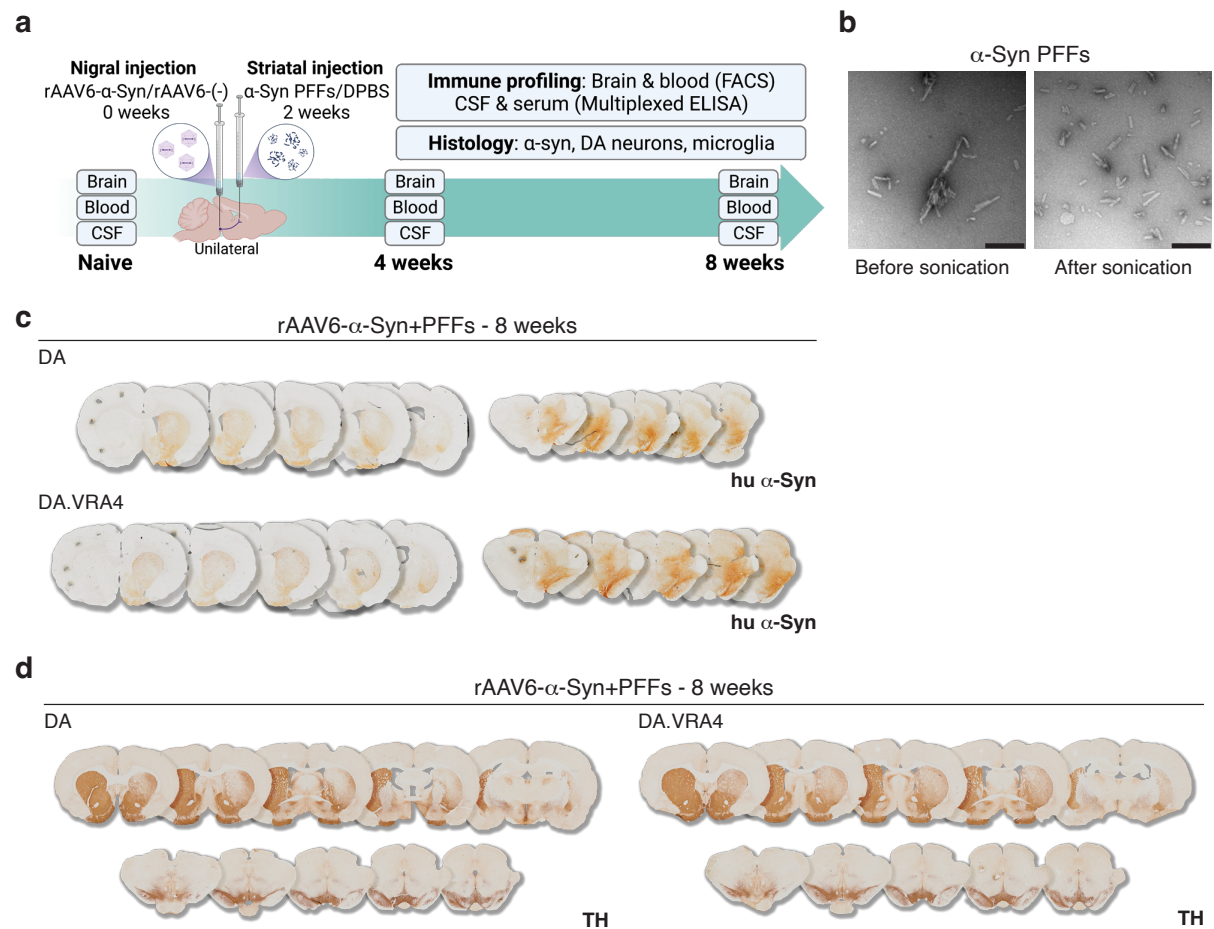 a
Nigral injection
rAAV6-α-Syn/rAAV6-(-)
0 weeks
Striatal injection
α-Syn PFFs/DPBS
2 weeks
Immune profiling: Brain & blood (FACS)
CSF & serum (Multiplexed ELISA)
Histology: α-syn, DA neurons, microglia
Brain
Blood
CSF
Naive
Unilateral
Brain
Blood
CSF
4 weeks
Brain
Blood
CSF
8 weeks
b
α-Syn PFFs
Before sonication
After sonication
c
rAAV6-α-Syn+PFFs - 8 weeks
DA
hu α-Syn
DA.VRA4
hu α-Syn
d
rAAV6-α-Syn+PFFs - 8 weeks
DA
DA.VRA4
TH
TH